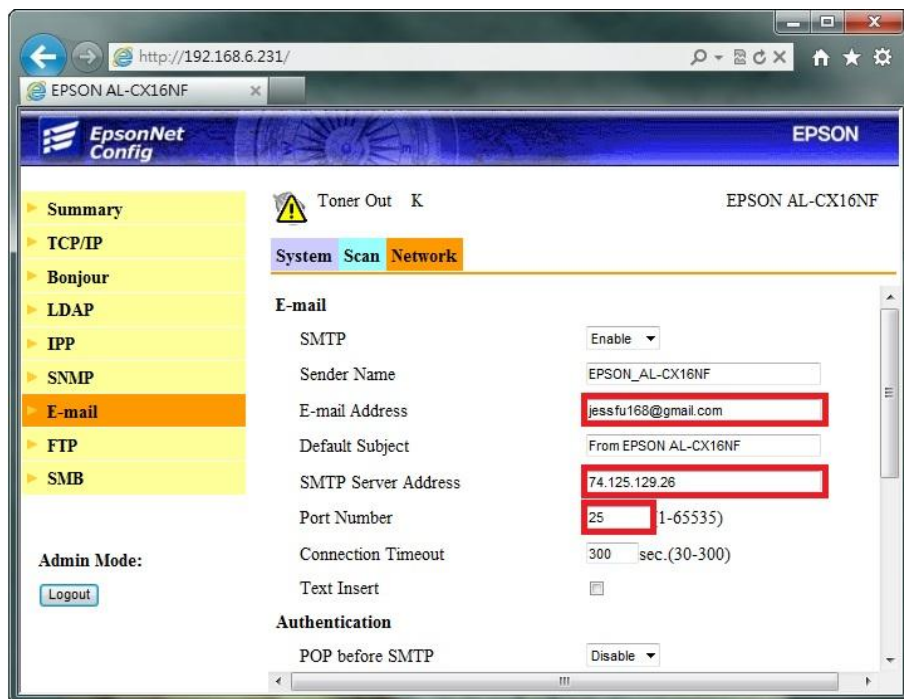 http://192.168.6.231/
EPSON AL-CX16NF
EpsonNet
Config
EPSON
Toner Out K
EPSON AL-CX16NF
System Scan Network
Summary
TCP/IP
Bonjour
LDAP
IPP
SNMP
E-mail
FTP
SMB
Admin Mode:
Logout
E-mail
SMTP Enable
Sender Name EPSON_AL-CX16NF
E-mail Address jessfu168@gmail.com
Default Subject From EPSON AL-CX16NF
SMTP Server Address 74.125.129.26
Port Number 25 1-65535)
Connection Timeout 300 sec.(30-300)
Text Insert
Authentication
POP before SMTP Disable